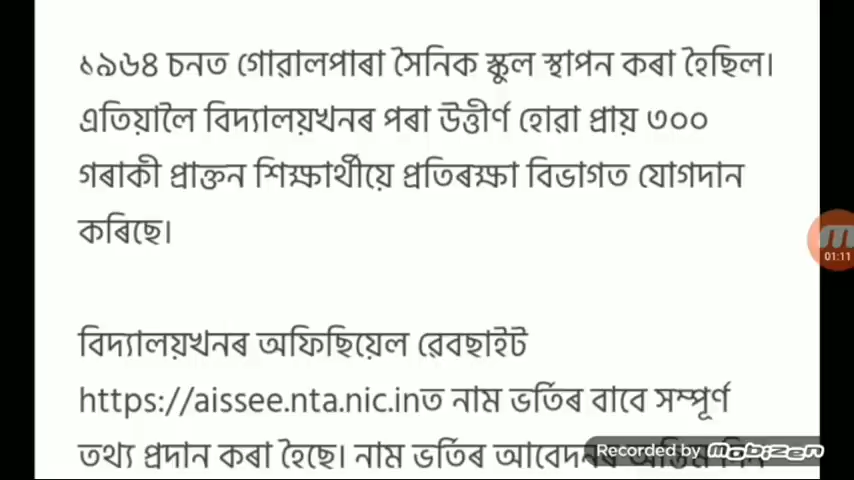 ১৯৬৪ চনত গোৱালপাৰা সৈনিক স্কুল স্থাপন কৰা হৈছিল।
এতিয়ালৈ বিদ্যালয়খনৰ পৰা উত্তীৰ্ণ হোৱা প্ৰায় ৩০০
গৰাকী প্ৰাক্তন শিক্ষাৰ্থীয়ে প্ৰতিৰক্ষা বিভাগত যোগদান
কৰিছে।
01:11
বিদ্যালয়খনৰ অফিছিয়েল ৱেবছাইট
https://aissee.nta.nic.inত নাম ভৰ্তিৰ বাবে সম্পূৰ্ণ
তথ্য প্ৰদান কৰা হৈছে। নাম ভৰ্তিৰ আবেদনৰ
Recorded by mobizen